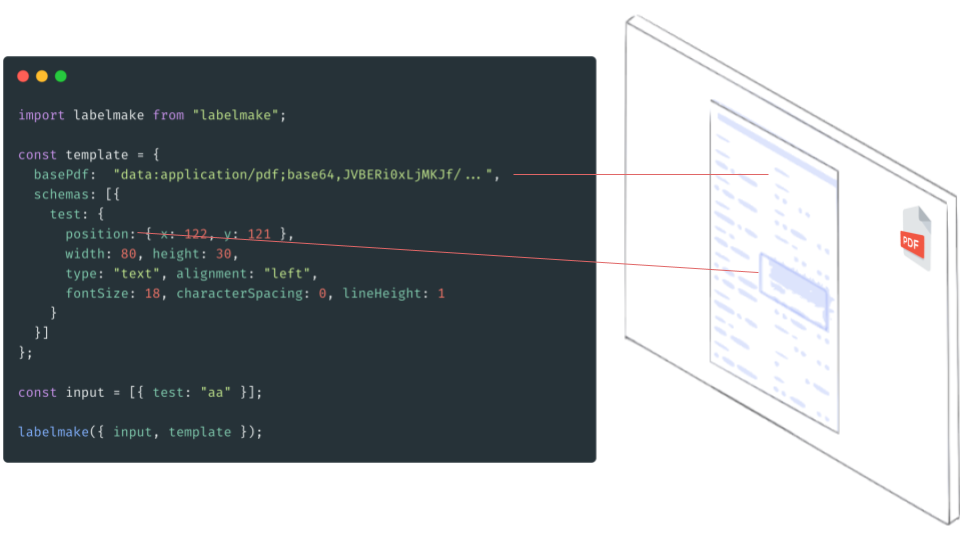 import labelmake from "labelmake";
const template = {
basePdf: "data:application/pdf;base64,JVBERi0xLjMKJf/...",
schemas: [{
test: {
position: { x: 122, y: 121 },
width: 80, height: 30,
type: "text", alignment: "left",
fontSize: 18, characterSpacing: 0, lineHeight: 1
}
}]
};
const input = [{ test: "aa" }];
labelmake({ input, template });
PDF